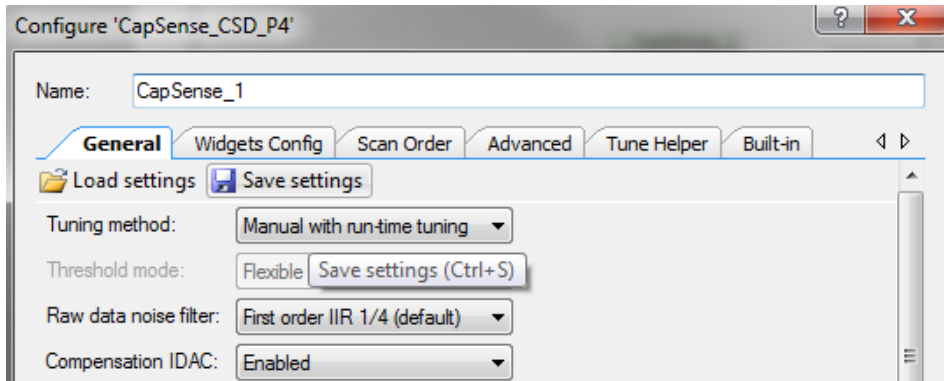 Configure 'CapSense_CSD_P4'
Name: CapSense_1
General Widgets Config Scan Order Advanced Tune Helper Built-in
Load settings Save settings
Tuning method: Manual with run-time tuning
Threshold mode: Flexible Save settings (Ctrl+S)
Raw data noise filter: First order IIR 1/4 (default)
Compensation IDAC: Enabled